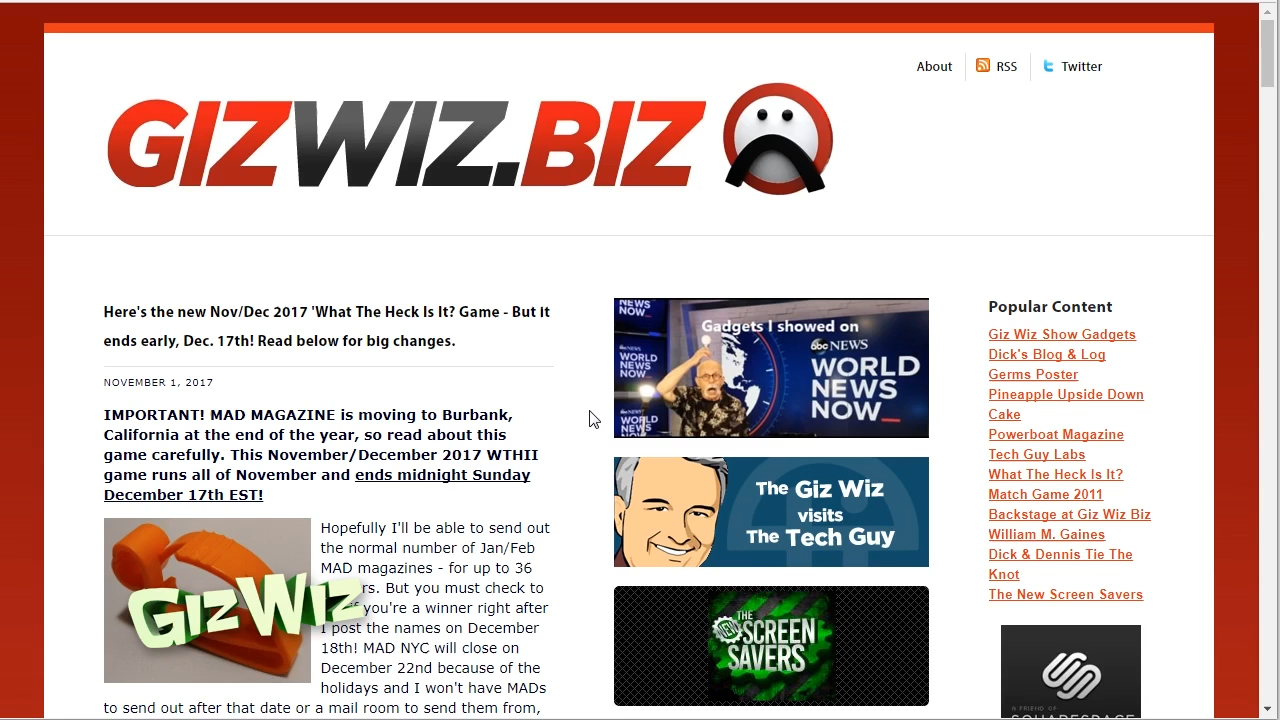 About
RSS
Twitter
GIZWIZ.BIZ
Here's the new Nov/Dec 2017 'What The Heck Is It? Game - But it
ends early, Dec. 17th! Read below for big changes.
NOVEMBER 1, 2017
IMPORTANT! MAD MAGAZINE is moving to Burbank,
California at the end of the year, so read about this
game carefully. This November/December 2017 WTHII
game runs all of November and ends midnight Sunday
December 17th EST!
Hopefully I'll be able to send out
the normal number of Jan/Feb
MAD magazines - for up to 36
But you must check to
you're a winner right after
I post the names on December
18th! MAD NYC will close on
December 22nd because of the
holidays and I won't have MADs
to send out after that date or a mail room to send them from,
GIZWIZ
NEWS NOW
Gadgets I showed on
WORLD NEWS NOW
abc NEWS
WORLD
NEWS
NOW_
WORLD
The Giz Wiz
visits
The Tech Guy
THE
NEW
SCREEN
SAVERS
Popular Content
Giz Wiz Show Gadgets
Dick's Blog & Log
Germs Poster
Pineapple Upside Down
Cake
Powerboat Magazine
Tech Guy Labs
What The Heck Is It?
Match Game 2011
Backstage at Giz Wiz Biz
William M. Gaines
Dick & Dennis Tie The
Knot
The New Screen Savers
A FRIEND OF
SQUARESPACE